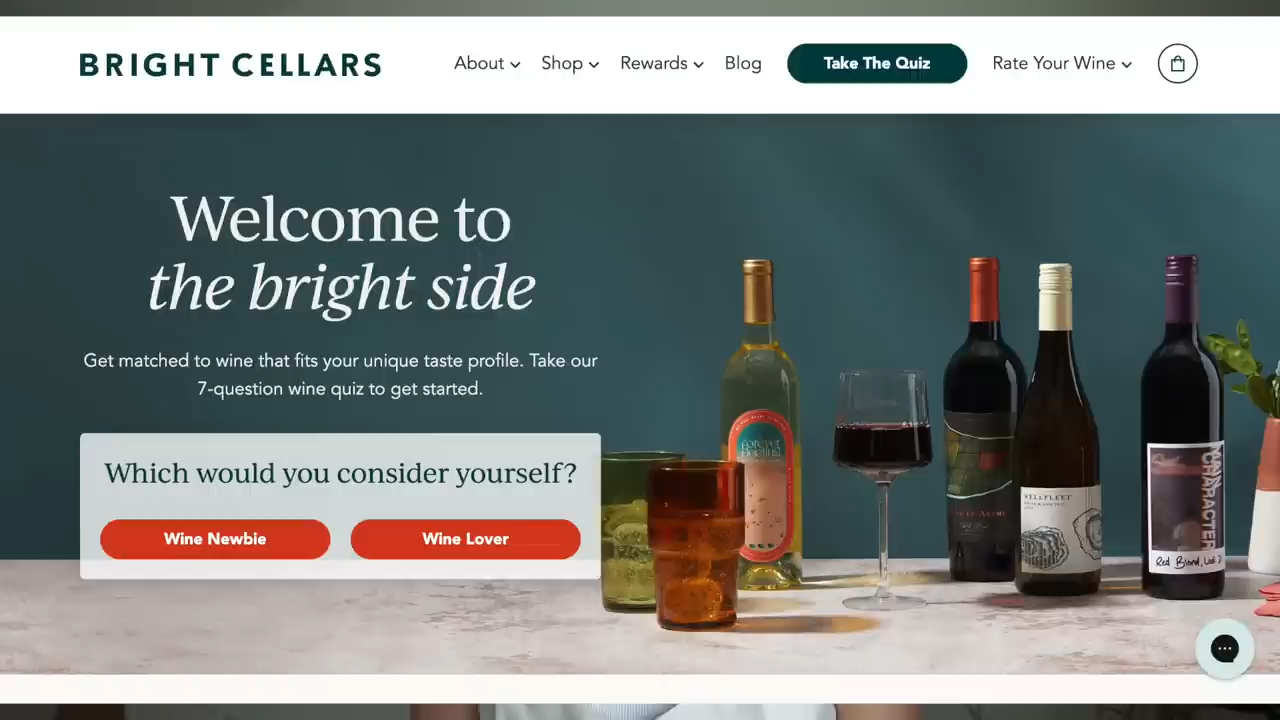 BRIGHT CELLARS
About
Shop
Rewards
Blog
Take The Quiz
Rate Your Wine
Welcome to
the bright side
Get matched to wine that fits your unique taste profile. Take our
7-question wine quiz to get started.
Which would you consider yourself?
Wine Newbie
Wine Lover
forever
WELLFLEET
CHARACTER
Red Blend,